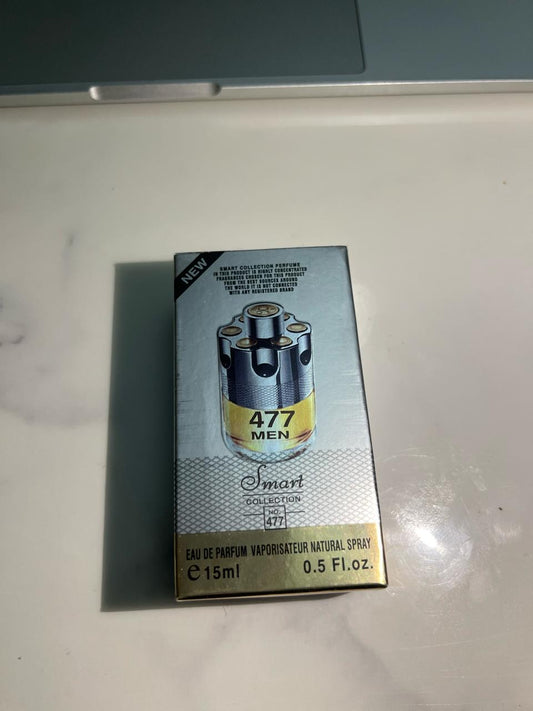 NEW
SMART COLLECTION PERFUME
IN THIS PRODUCT IS HIGHLY CONCENTRATED
FRAGRANCES CHOSEN FOR THIS PRODUCT
FROM THE BEST SOURCES AROUND
THE WORLD IT IS NOT CONNECTED
WITH ANY REGISTERED BRAND
477
MEN
Smart
COLLECTION
NO.
477
EAU DE PARFUM VAPORISATEUR NATURAL SPRAY
e 15ml 0.5 Fl.oz.